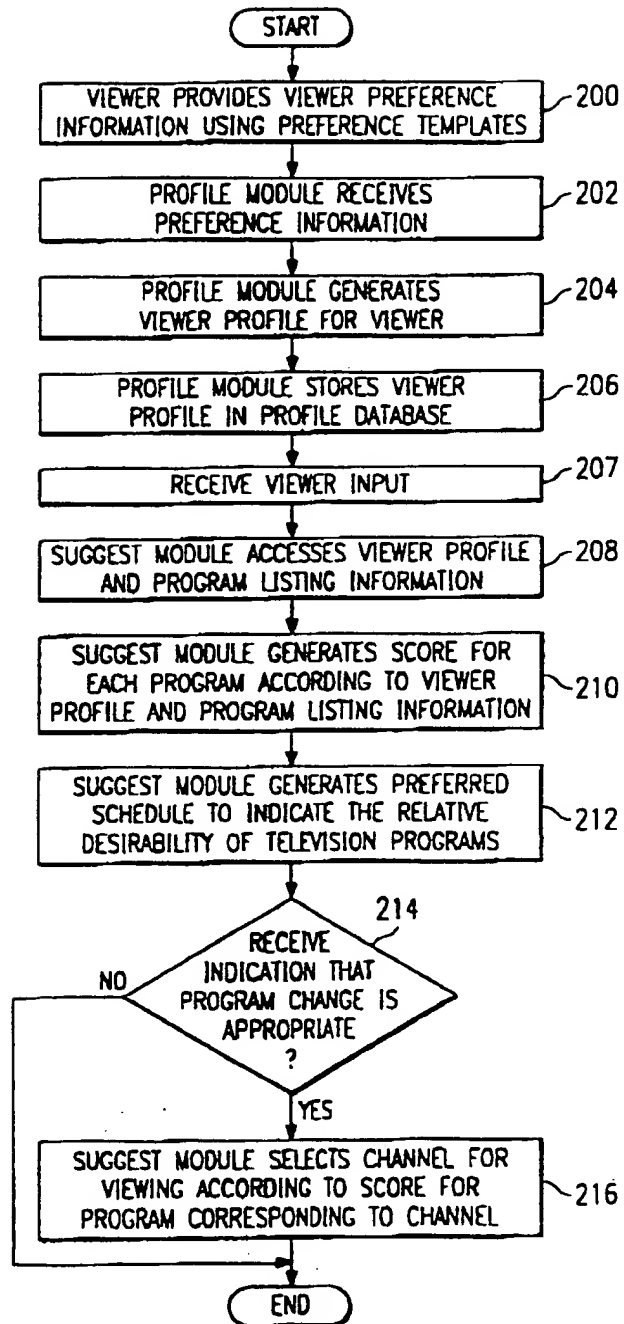 START
VIEWER PROVIDES VIEWER PREFERENCE
INFORMATION USING PREFERENCE TEMPLATES
200
PROFILE MODULE RECEIVES
PREFERENCE INFORMATION
202
PROFILE MODULE GENERATES
VIEWER PROFILE FOR VIEWER
204
PROFILE MODULE STORES VIEWER
PROFILE IN PROFILE DATABASE
206
RECEIVE VIEWER INPUT
207
SUGGEST MODULE ACCESSES VIEWER PROFILE
AND PROGRAM LISTING INFORMATION
208
SUGGEST MODULE GENERATES SCORE FOR
EACH PROGRAM ACCORDING TO VIEWER
PROFILE AND PROGRAM LISTING INFORMATION
210
SUGGEST MODULE GENERATES PREFERRED
SCHEDULE TO INDICATE THE RELATIVE
DESIRABILITY OF TELEVISION PROGRAMS
212
214
RECEIVE
INDICATION THAT
PROGRAM CHANGE IS
APPROPRIATE
?
NO
YES
SUGGEST MODULE SELECTS CHANNEL FOR
VIEWING ACCORDING TO SCORE FOR
PROGRAM CORRESPONDING TO CHANNEL
216
END